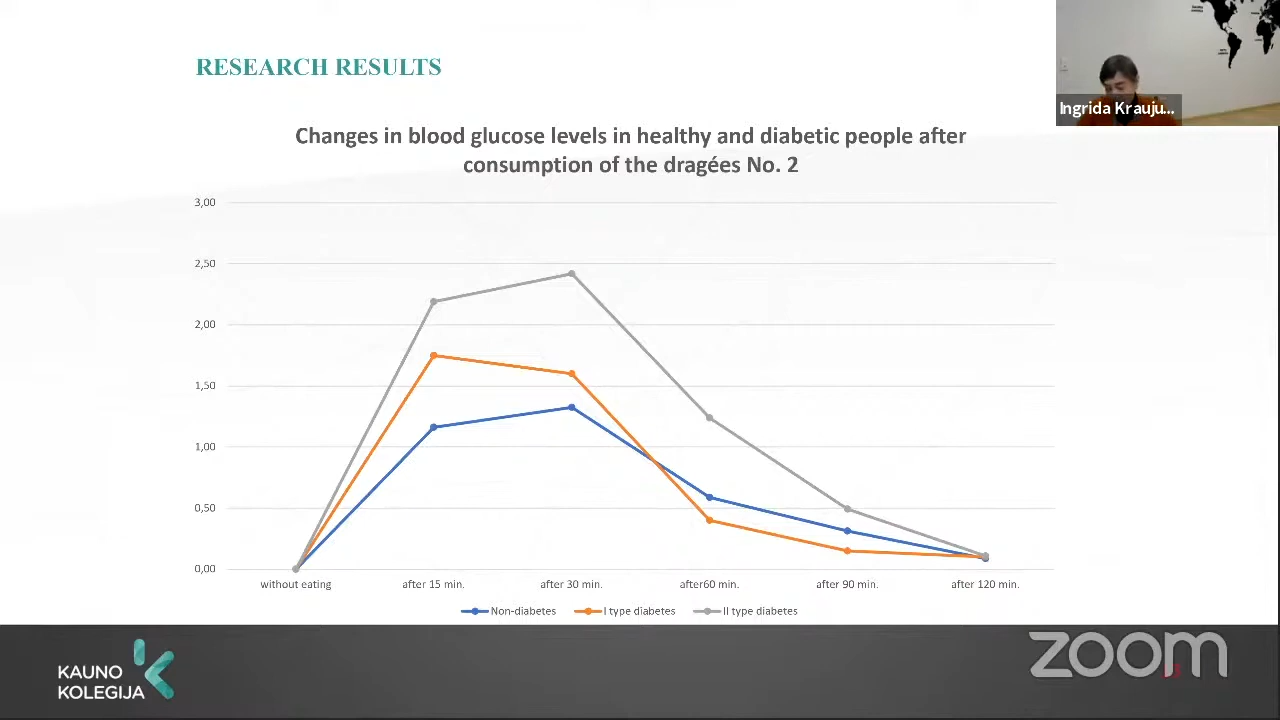 RESEARCH RESULTS
Ingrida Krauju...
Changes in blood glucose levels in healthy and diabetic people after
consumption of the dragées No. 2
3,00
2,50
2,00
1,50
1,00
0,50
0,00
without eating after 15 min. after 30 min. after60 min. after 90 min. after 120 min.
Non-diabetes I type diabetes II type diabetes
KAUNO
KOLEGIJA
zoom